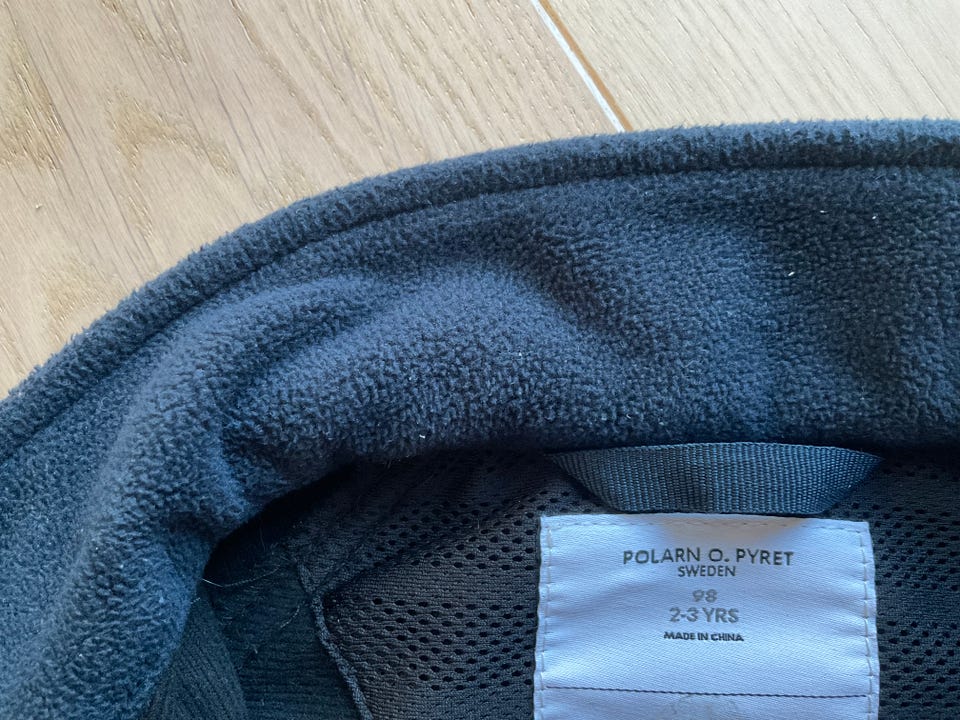 POLARN O. PYRET
SWEDEN
98
2-3 YRS
MADE IN CHINA